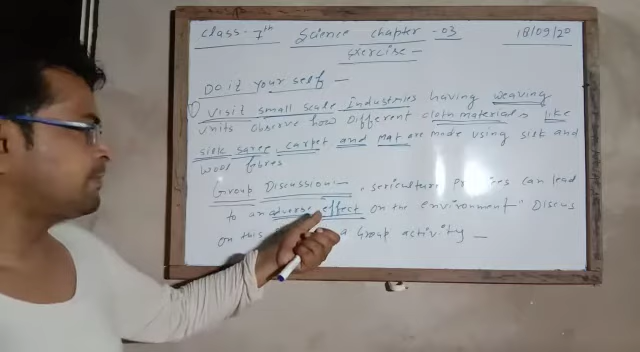 Class - 7th Science Chapter - 03 18/09/20
Exercise -
Do it your self -
① Visit small scale Industries having weaving
units observe how Different cloth materials like
silk saree, carpet and mat are made using silk and
wool fibres
Group Discussion:- "sericulture can lead
to an adverse effect on the environment" Discuss
on this a Group activity -